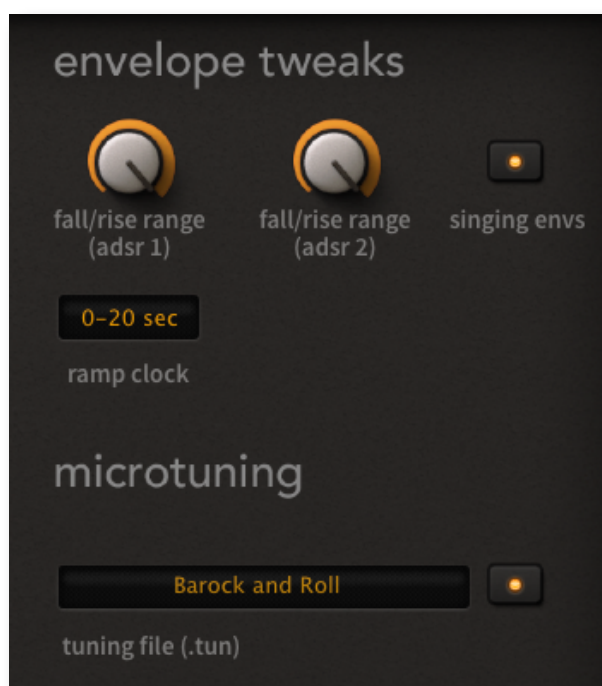 envelope tweaks
fall/rise range
(adsr 1)
fall/rise range
(adsr 2)
singing envs
0–20 sec
ramp clock
microtuning
Barock and Roll
tuning file (.tun)